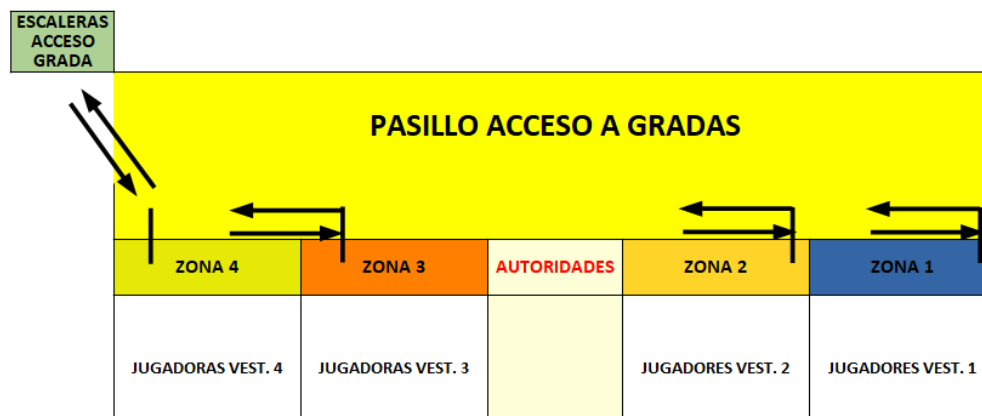 ESCALERAS
ACCESO
GRADA
PASILLO ACCESO A GRADAS
ZONA 4
ZONA 3
AUTORIDADES
ZONA 2
ZONA 1
JUGADORAS VEST. 4
JUGADORAS VEST. 3
JUGADORES VEST. 2
JUGADORES VEST. 1